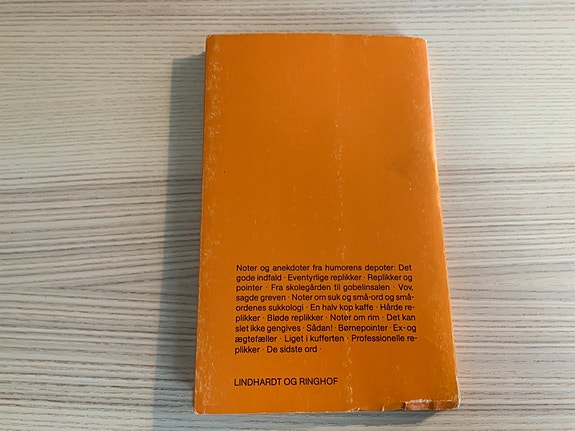 Noter og anekdoter fra humorens depoter: Det
gode indfald · Eventyrlige replikker · Replikker og
pointer · Fra skolegården til gobelinsalen · Vov,
sagde greven · Noter om suk og små-ord og små-
ordenes sukkologi · En halv kop kaffe · Hårde re-
plikker · Bløde replikker · Noter om rim · Det kan
slet ikke gengives · Sådan! · Børnepointer · Ex- og
ægtefæller · Liget i kufferten · Professionelle re-
plikker · De sidste ord ·
LINDHARDT OG RINGHOF